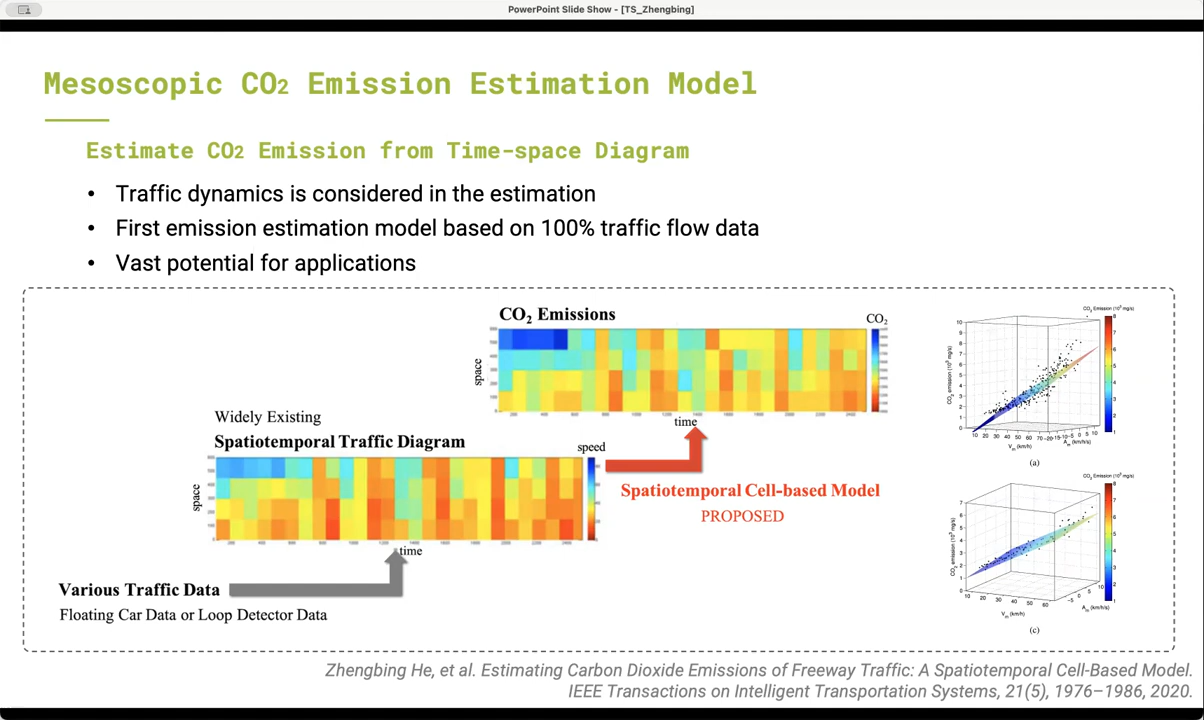 PowerPoint Slide Show - [TS_Zhengbing]
Mesoscopic CO2 Emission Estimation Model
Estimate CO2 Emission from Time-space Diagram
• Traffic dynamics is considered in the estimation
• First emission estimation model based on 100% traffic flow data
• Vast potential for applications
CO2 Emissions
CO2
space
time
Widely Existing
Spatiotemporal Traffic Diagram
speed
space
time
Spatiotemporal Cell-based Model
PROPOSED
Various Traffic Data
Floating Car Data or Loop Detector Data
(a)
(c)
Zhengbing He, et al. Estimating Carbon Dioxide Emissions of Freeway Traffic: A Spatiotemporal Cell-Based Model.
IEEE Transactions on Intelligent Transportation Systems, 21(5), 1976–1986, 2020.